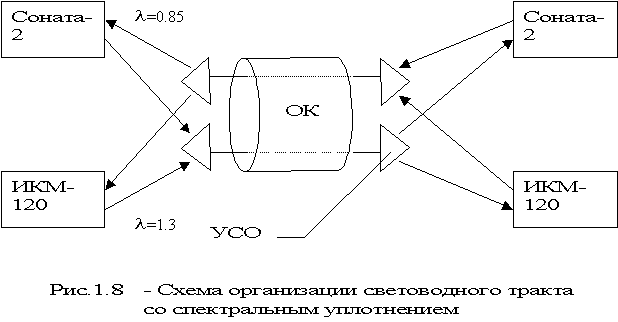 Соната-
2
λ=0.85
Соната-
2
ОК
ИКМ-
120
ИКМ-
120
λ=1.3
УСО
Рис.1.8 - Схема организации световодного тракта
со спектральным уплотнением